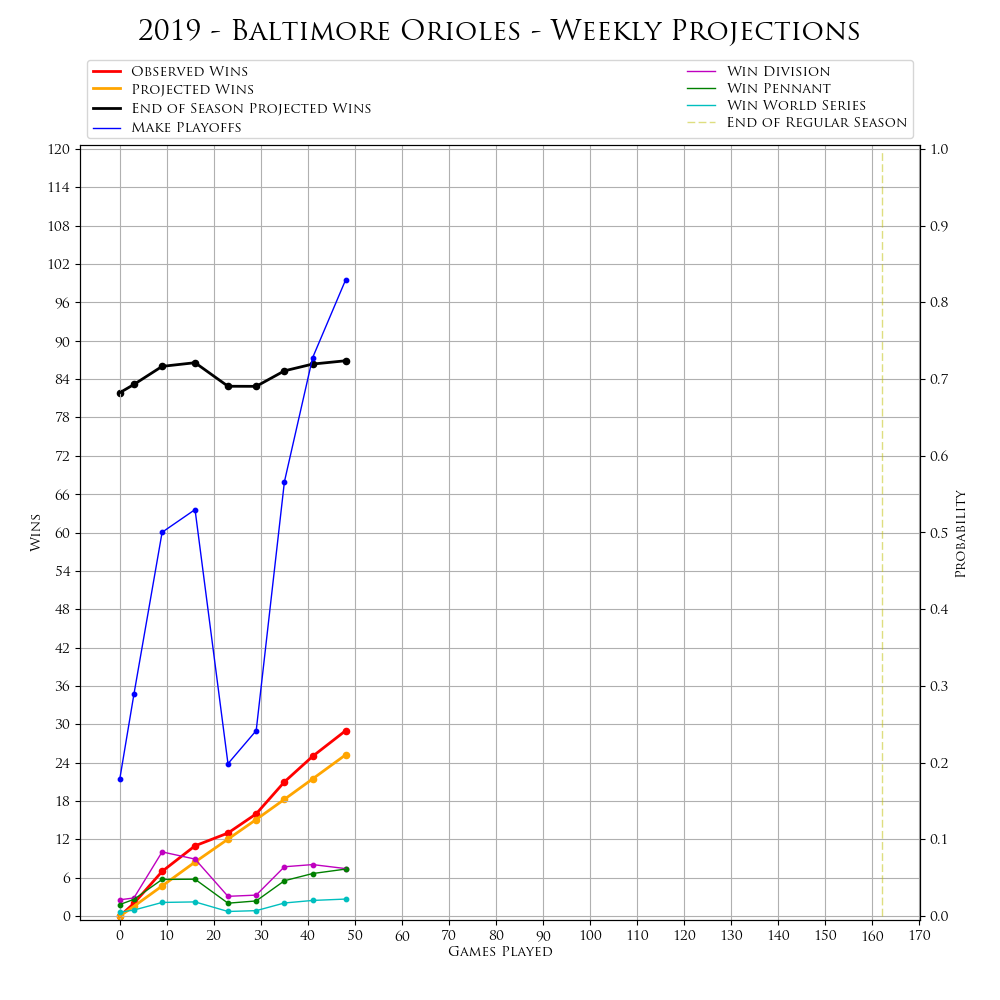 2019 - Baltimore Orioles - Weekly Projections
Observed Wins
Projected Wins
End of Season Projected Wins
Make Playoffs
Win Division
Win Pennant
Win World Series
End of Regular Season
120
114
108
102
96
90
84
78
72
66
60
54
48
42
36
30
24
18
12
6
0
Wins
1.0
0.9
0.8
0.7
0.6
0.5
0.4
0.3
0.2
0.1
0.0
Probability
0 10 20 30 40 50 60 70 80 90 100 110 120 130 140 150 160 170
Games Played